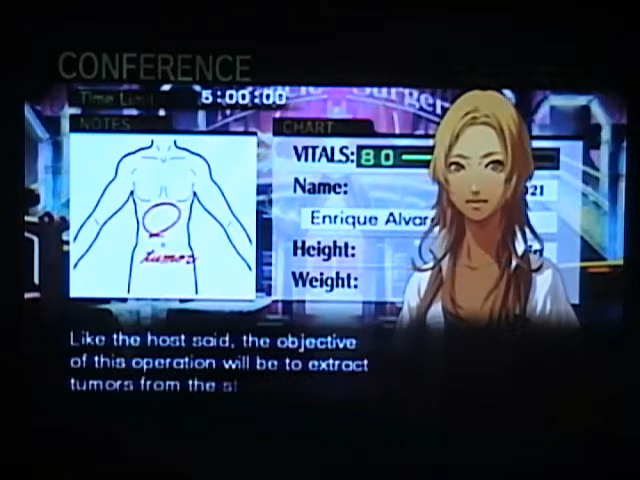 CONFERENCE
Time Limit 5:00:00
NOTES
CHART
VITALS: 80
Name:
Enrique Alvar
Height:
Weight:
tumor
Like the host said, the objective
of this operation will be to extract
tumors from the s